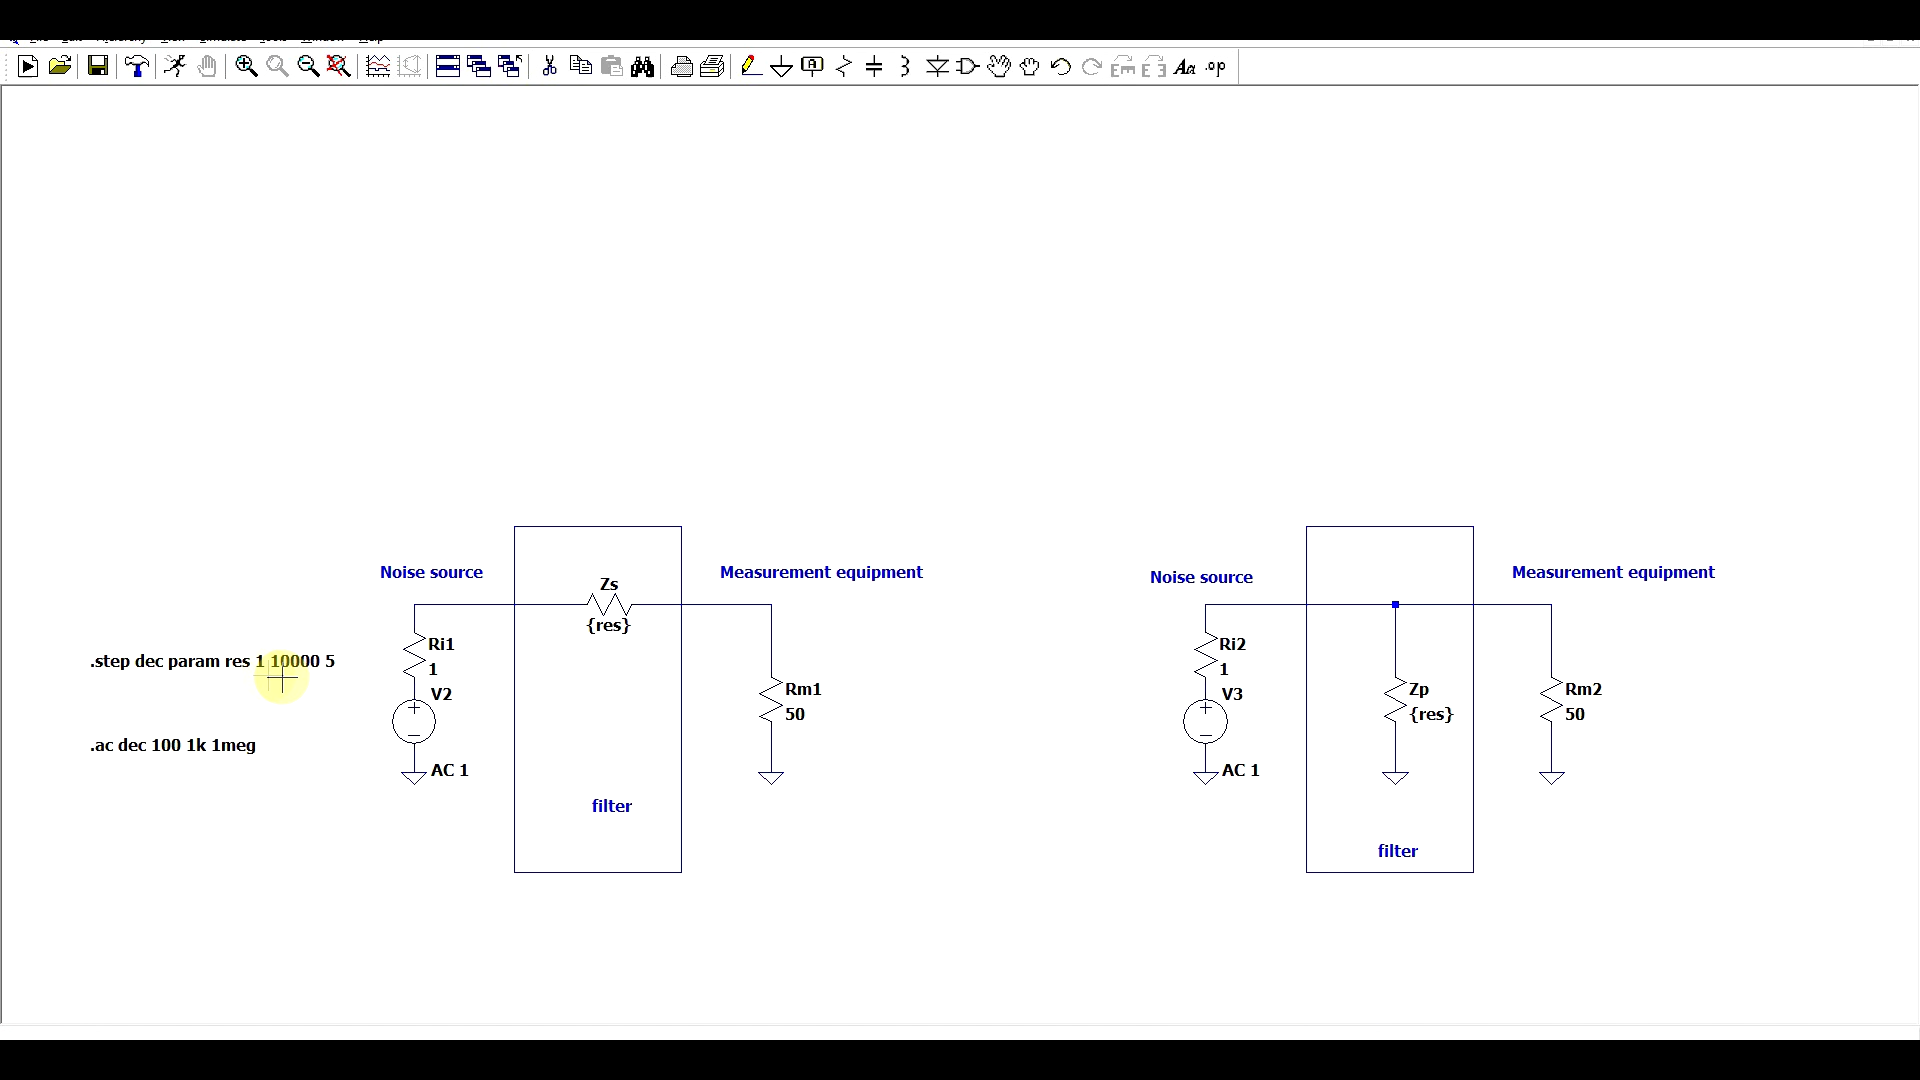 Noise source
Zs
Measurement equipment
{res}
Ri1
1
V2
AC 1
Rm1
50
filter
.step dec param res 1 10000 5
.ac dec 100 1k 1meg
Noise source
Measurement equipment
Ri2
1
V3
AC 1
Zp
{res}
Rm2
50
filter
Aa
.op